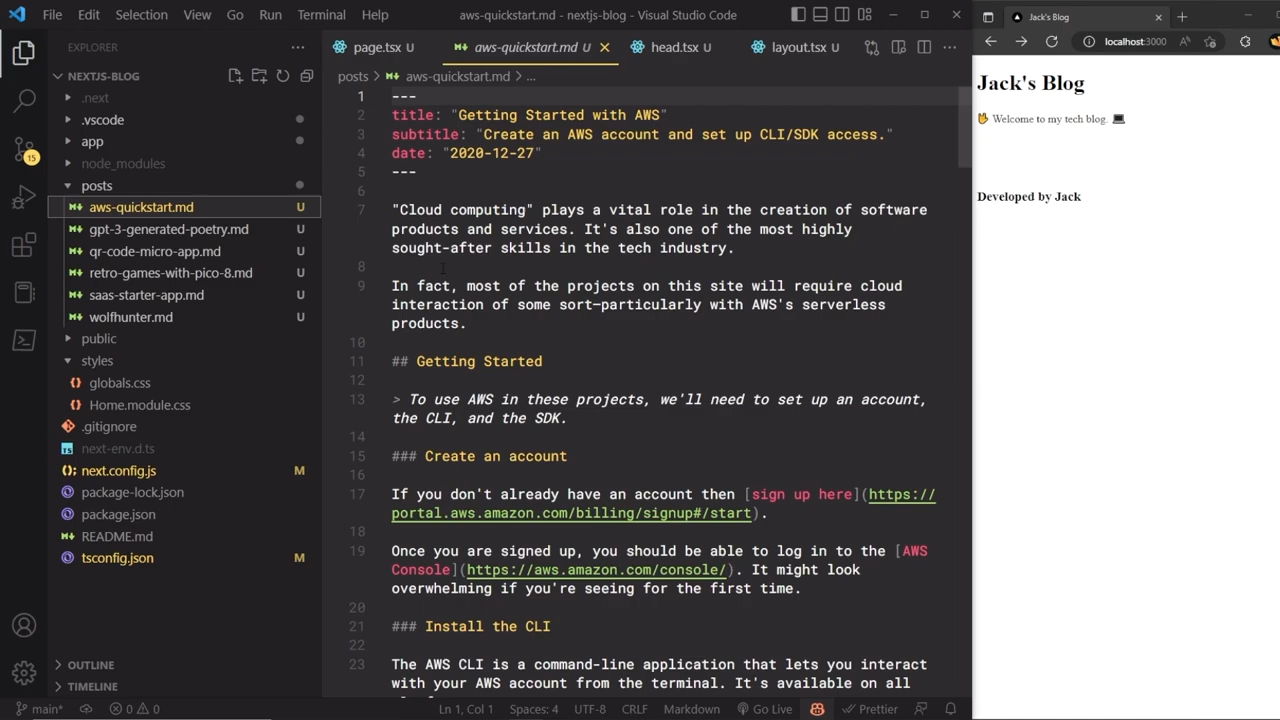 File Edit Selection View Go Run Terminal Help
aws-quickstart.md - nextjs-blog - Visual Studio Code
EXPLORER
NEXTJS-BLOG
.next
.vscode
app
node_modules
posts
aws-quickstart.md U
gpt-3-generated-poetry.md U
qr-code-micro-app.md U
retro-games-with-pico-8.md U
saas-starter-app.md U
wolfhunter.md U
public
styles
globals.css
Home.module.css
.gitignore
next-env.d.ts
next.config.js M
package-lock.json
package.json
README.md
tsconfig.json M
OUTLINE
TIMELINE
15
page.tsx U aws-quickstart.md U head.tsx U layout.tsx U
posts > aws-quickstart.md > ...
1 ---
2 title: "Getting Started with AWS"
3 subtitle: "Create an AWS account and set up CLI/SDK access."
4 date: "2020-12-27"
5 ---
6
7 "Cloud computing" plays a vital role in the creation of software
products and services. It's also one of the most highly
sought-after skills in the tech industry.
8
9 In fact, most of the projects on this site will require cloud
interaction of some sort—particularly with AWS's serverless
products.
10
11 ## Getting Started
12
13 > To use AWS in these projects, we'll need to set up an account,
the CLI, and the SDK.
14
15 ### Create an account
16
17 If you don't already have an account then [sign up here](https://
portal.aws.amazon.com/billing/signup#/start).
18
19 Once you are signed up, you should be able to log in to the [AWS
Console](https://aws.amazon.com/console/). It might look
overwhelming if you're seeing for the first time.
20
21 ### Install the CLI
22
23 The AWS CLI is a command-line application that lets you interact
with your AWS account from the terminal. It's available on all
main* 0 0 Ln 1, Col 1 Spaces: 4 UTF-8 CRLF Markdown Go Live Prettier
Jack's Blog
localhost:3000
Jack's Blog
🖖 Welcome to my tech blog. 💻
Developed by Jack